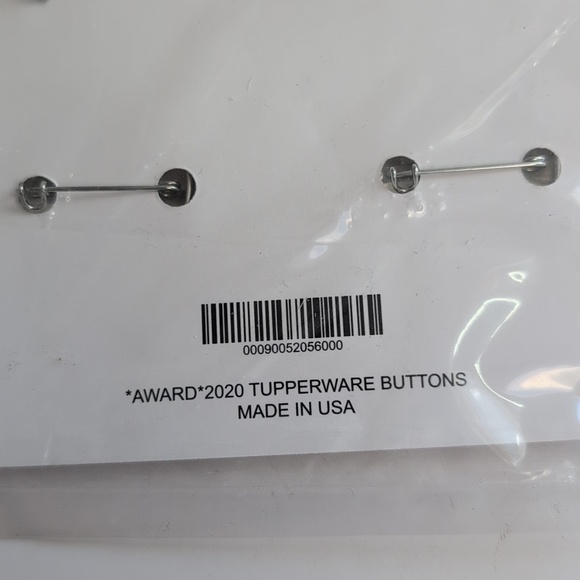 00090052056000
*AWARD*2020 TUPPERWARE BUTTONS
MADE IN USA